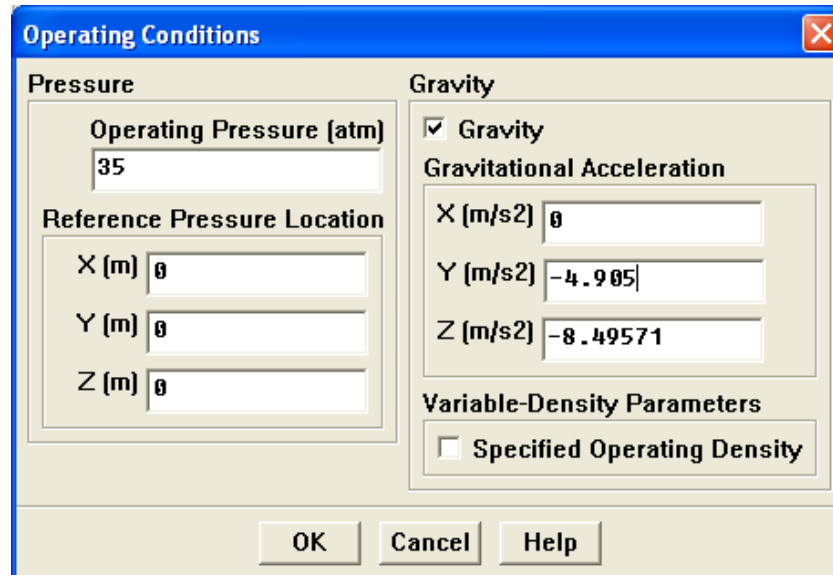 Operating Conditions
Pressure
Operating Pressure (atm)
35
Reference Pressure Location
X (m) 0
Y (m) 0
Z (m) 0
Gravity
Gravity
Gravitational Acceleration
X (m/s2) 0
Y (m/s2) -4.905
Z (m/s2) -8.49571
Variable-Density Parameters
Specified Operating Density
OK Cancel Help